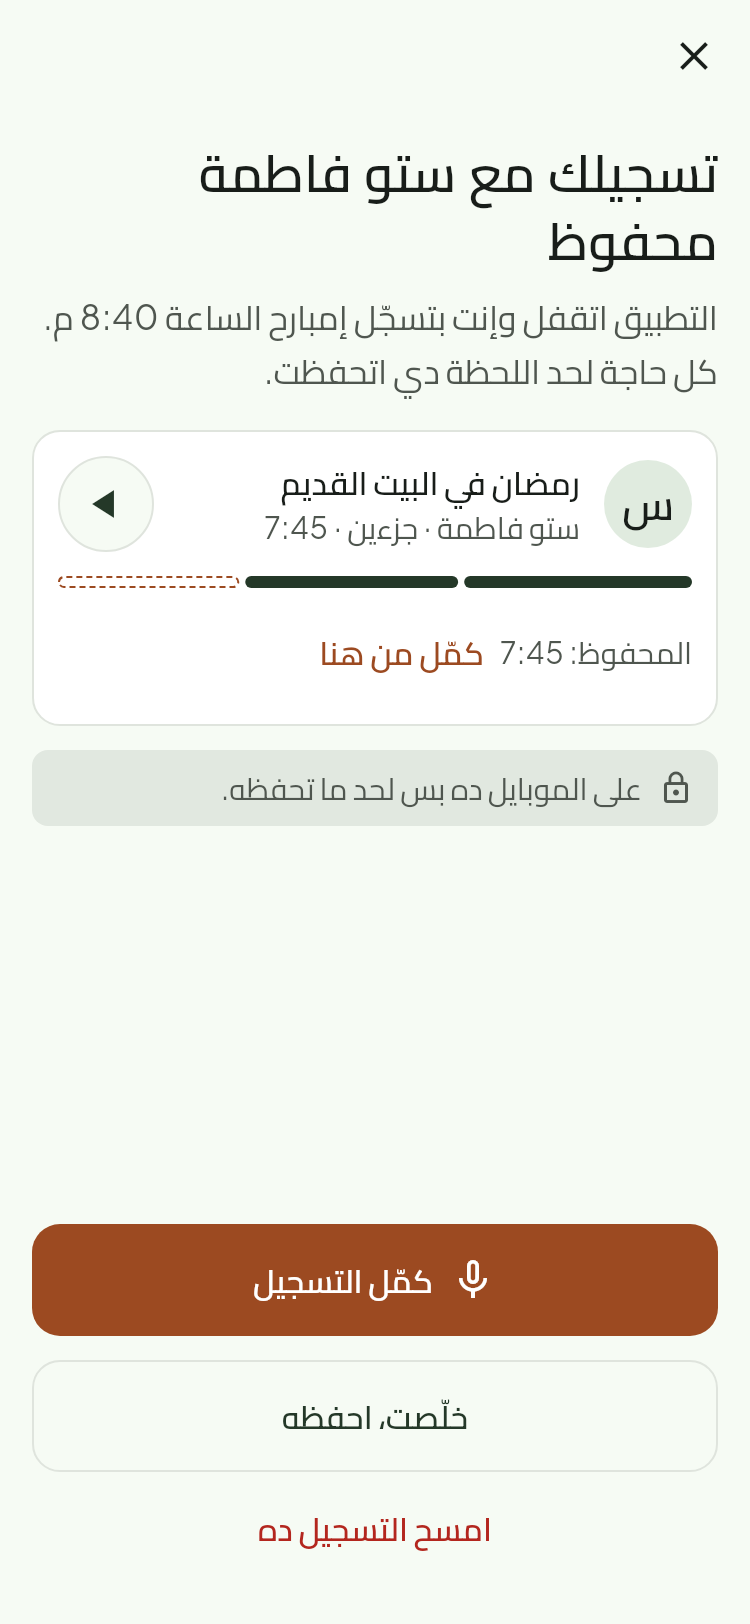 تسجيلك مع ستو فاطمة
محفوظ
التطبيق اتقفل وإنت بتسجّل إمبارح الساعة 8:40 م.
كل حاجة لحد اللحظة دي اتحفظت.
س
رمضان في البيت القديم
ستو فاطمة · جزءين · 7:45
المحفوظ: 7:45 كمّل من هنا
على الموبايل ده بس لحد ما تحفظه.
كمّل التسجيل
خلّصت، احفظه
امسح التسجيل ده